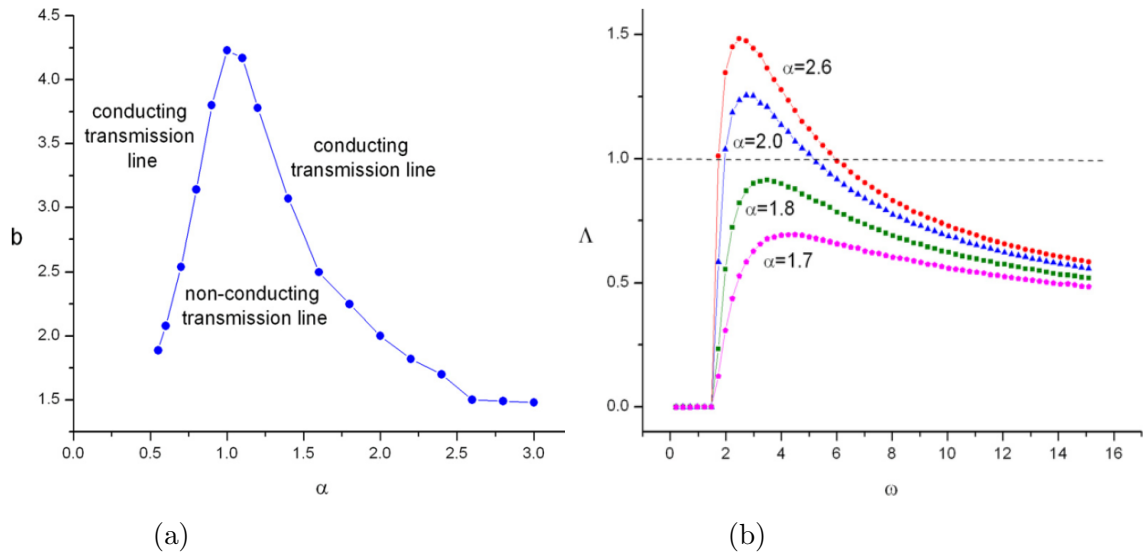 4.5
4.0
3.5
3.0
2.5
2.0
1.5
b
conducting
transmission
line
conducting
transmission line
non-conducting
transmission line
0.0 0.5 1.0 1.5 2.0 2.5 3.0
α
(a)
1.5
1.0
0.5
0.0
Λ
α=2.6
α=2.0
α=1.8
α=1.7
0 2 4 6 8 10 12 14 16
ω
(b)